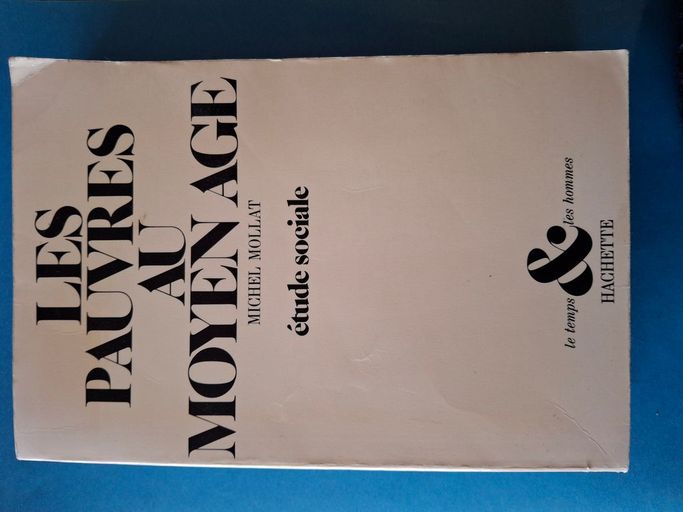 LES
PAUVRES
AU
MOYEN AGE
MICHEL MOLLAT
étude sociale
le temps & les hommes
HACHETTE